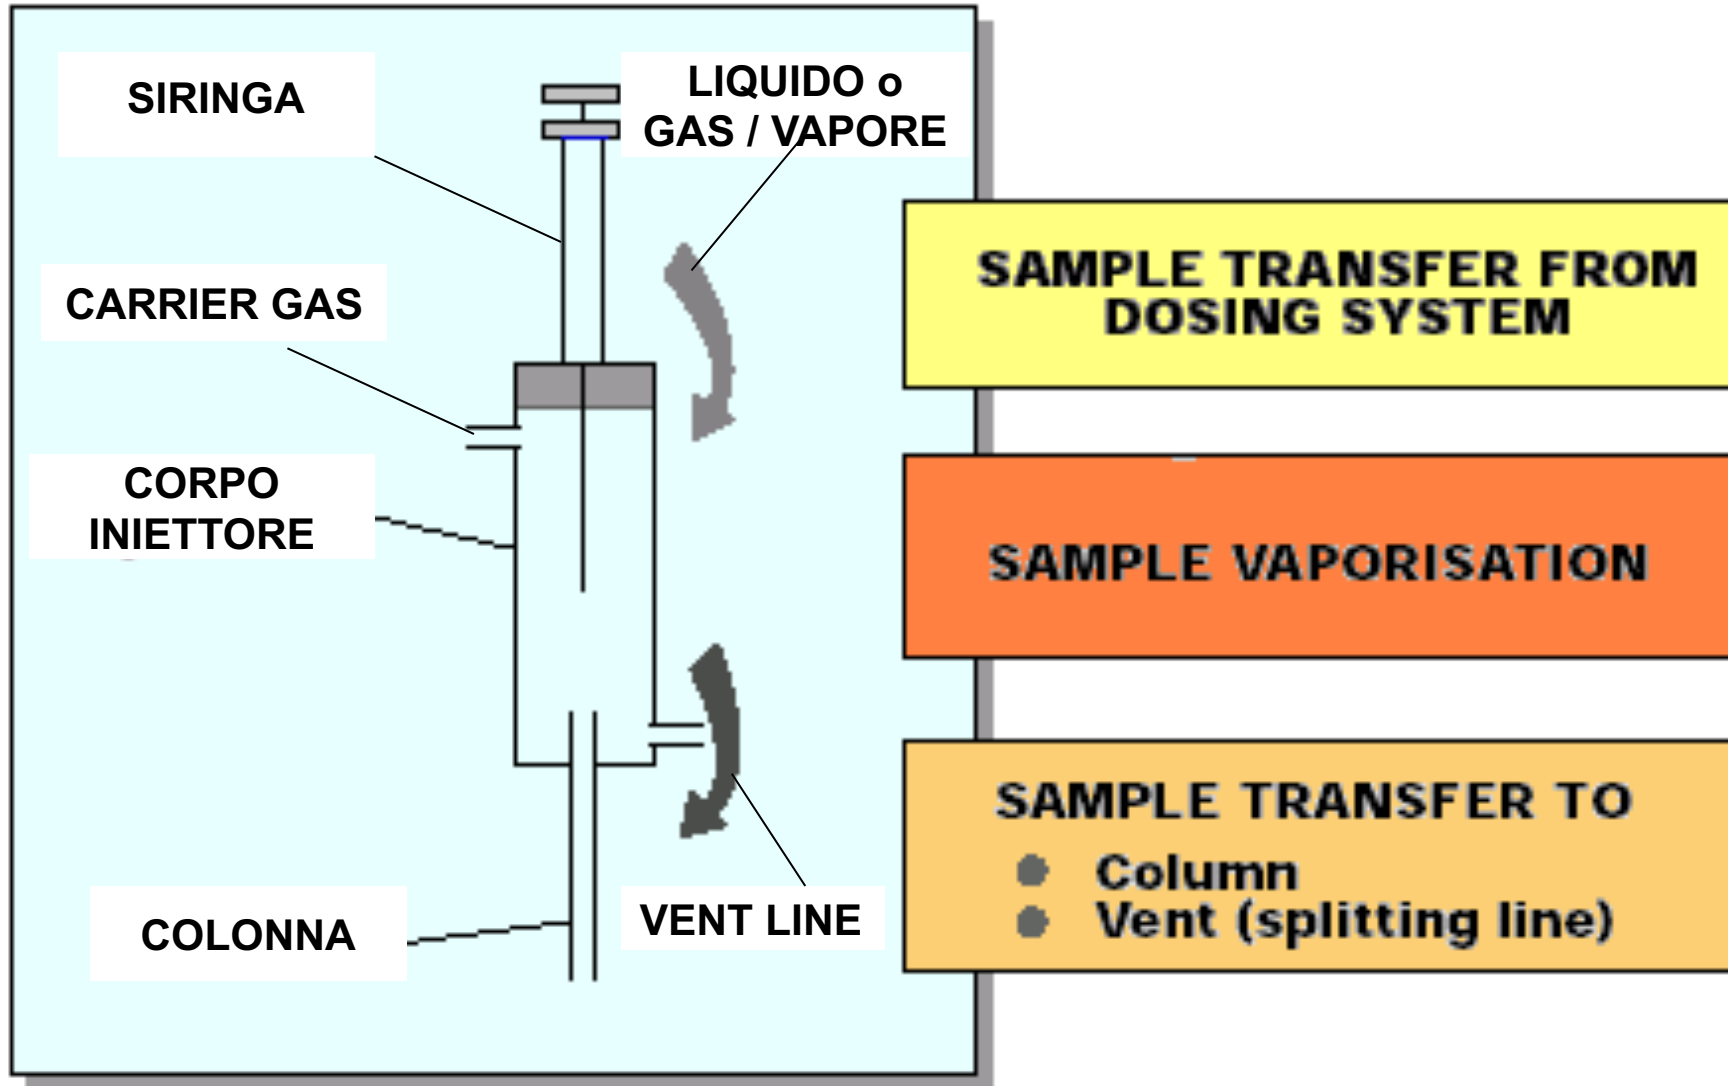 SIRINGA
LIQUIDO o
GAS / VAPORE
CARRIER GAS
CORPO
INIETTORE
COLONNA
VENT LINE
SAMPLE TRANSFER FROM
DOSING SYSTEM
SAMPLE VAPORISATION
SAMPLE TRANSFER TO
● Column
● Vent (splitting line)